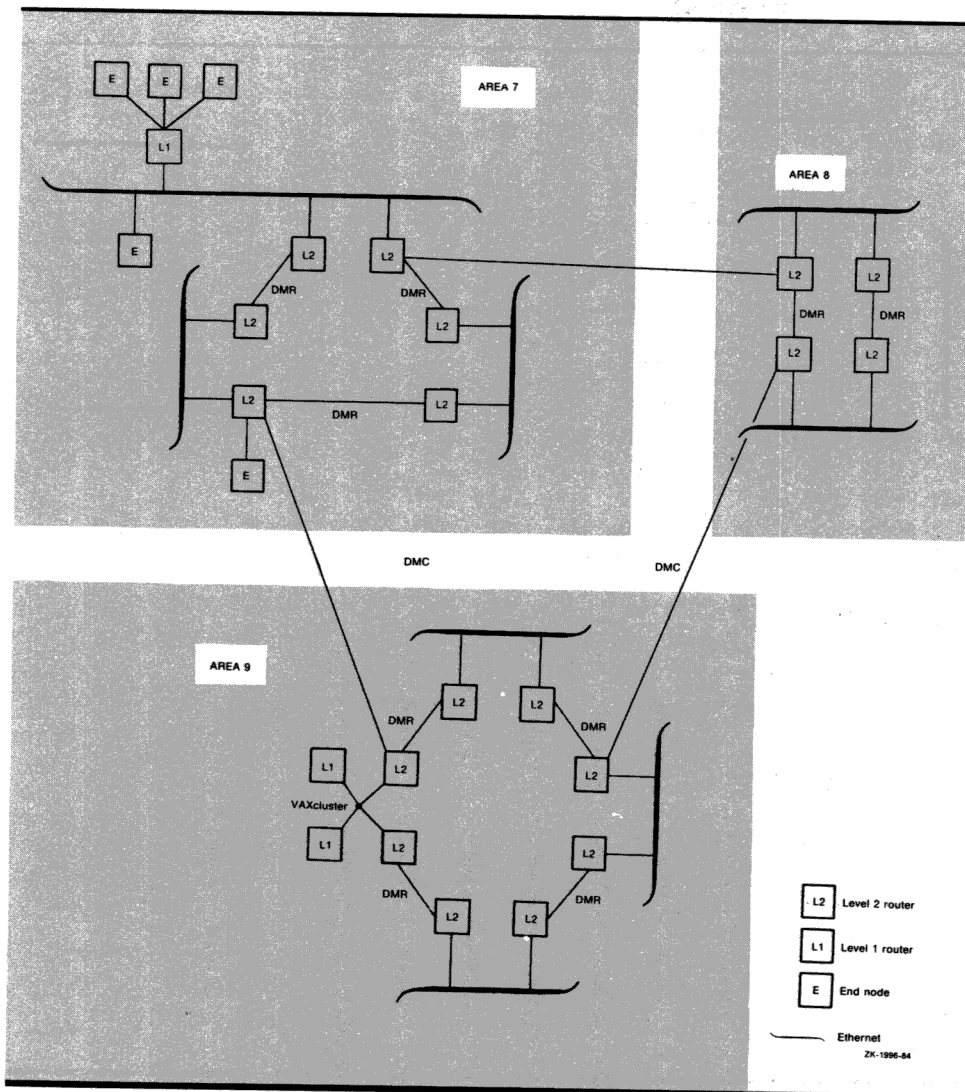 AREA 7
E E E
L1
AREA 8
E
L2 L2
L2 L2
DMR DMR
L2 L2
DMR DMR
L2 L2
L2 L2
DMR
E
DMC DMC
AREA 9
L2 L2
DMR DMR
L1 L2 L2
VAXcluster
L1 L2 L2
DMR DMR
L2 L2
L2 Level 2 router
L1 Level 1 router
E End node
Ethernet
ZK-1996-84